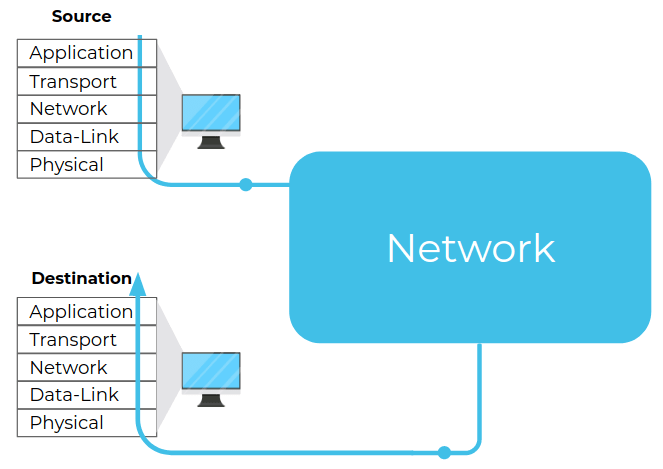 Source
Application
Transport
Network
Data-Link
Physical
Network
Destination
Application
Transport
Network
Data-Link
Physical